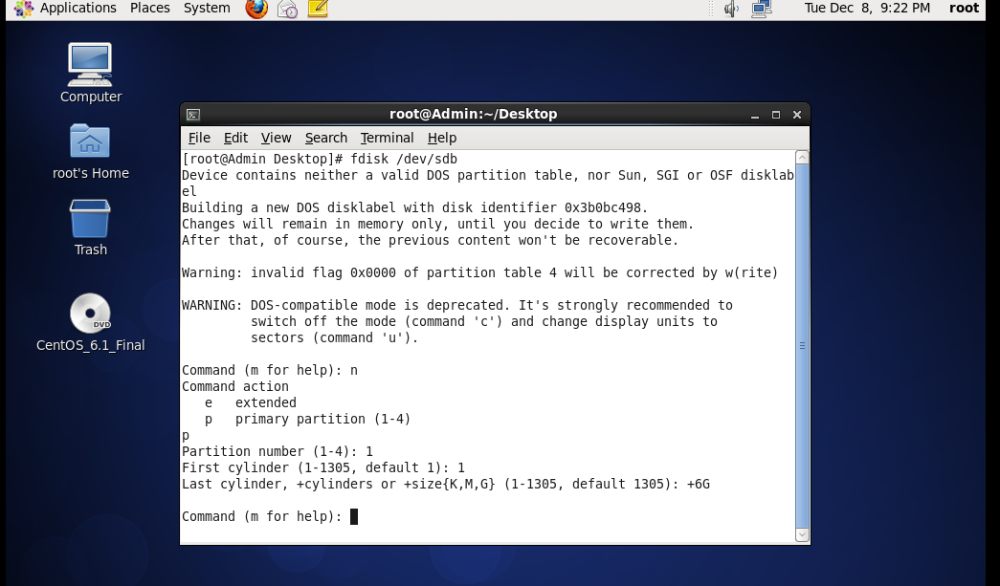 Applications Places System Tue Dec 8, 9:22 PM root
Computer
root's Home
Trash
DVD
CentOS_6.1_Final
root@Admin:~/Desktop
File Edit View Search Terminal Help
[root@Admin Desktop]# fdisk /dev/sdb
Device contains neither a valid DOS partition table, nor Sun, SGI or OSF disklab
el
Building a new DOS disklabel with disk identifier 0x3b0bc498.
Changes will remain in memory only, until you decide to write them.
After that, of course, the previous content won't be recoverable.
Warning: invalid flag 0x0000 of partition table 4 will be corrected by w(rite)
WARNING: DOS-compatible mode is deprecated. It's strongly recommended to
switch off the mode (command 'c') and change display units to
sectors (command 'u').
Command (m for help): n
Command action
e   extended
p   primary partition (1-4)
p
Partition number (1-4): 1
First cylinder (1-1305, default 1): 1
Last cylinder, +cylinders or +size{K,M,G} (1-1305, default 1305): +6G
Command (m for help):